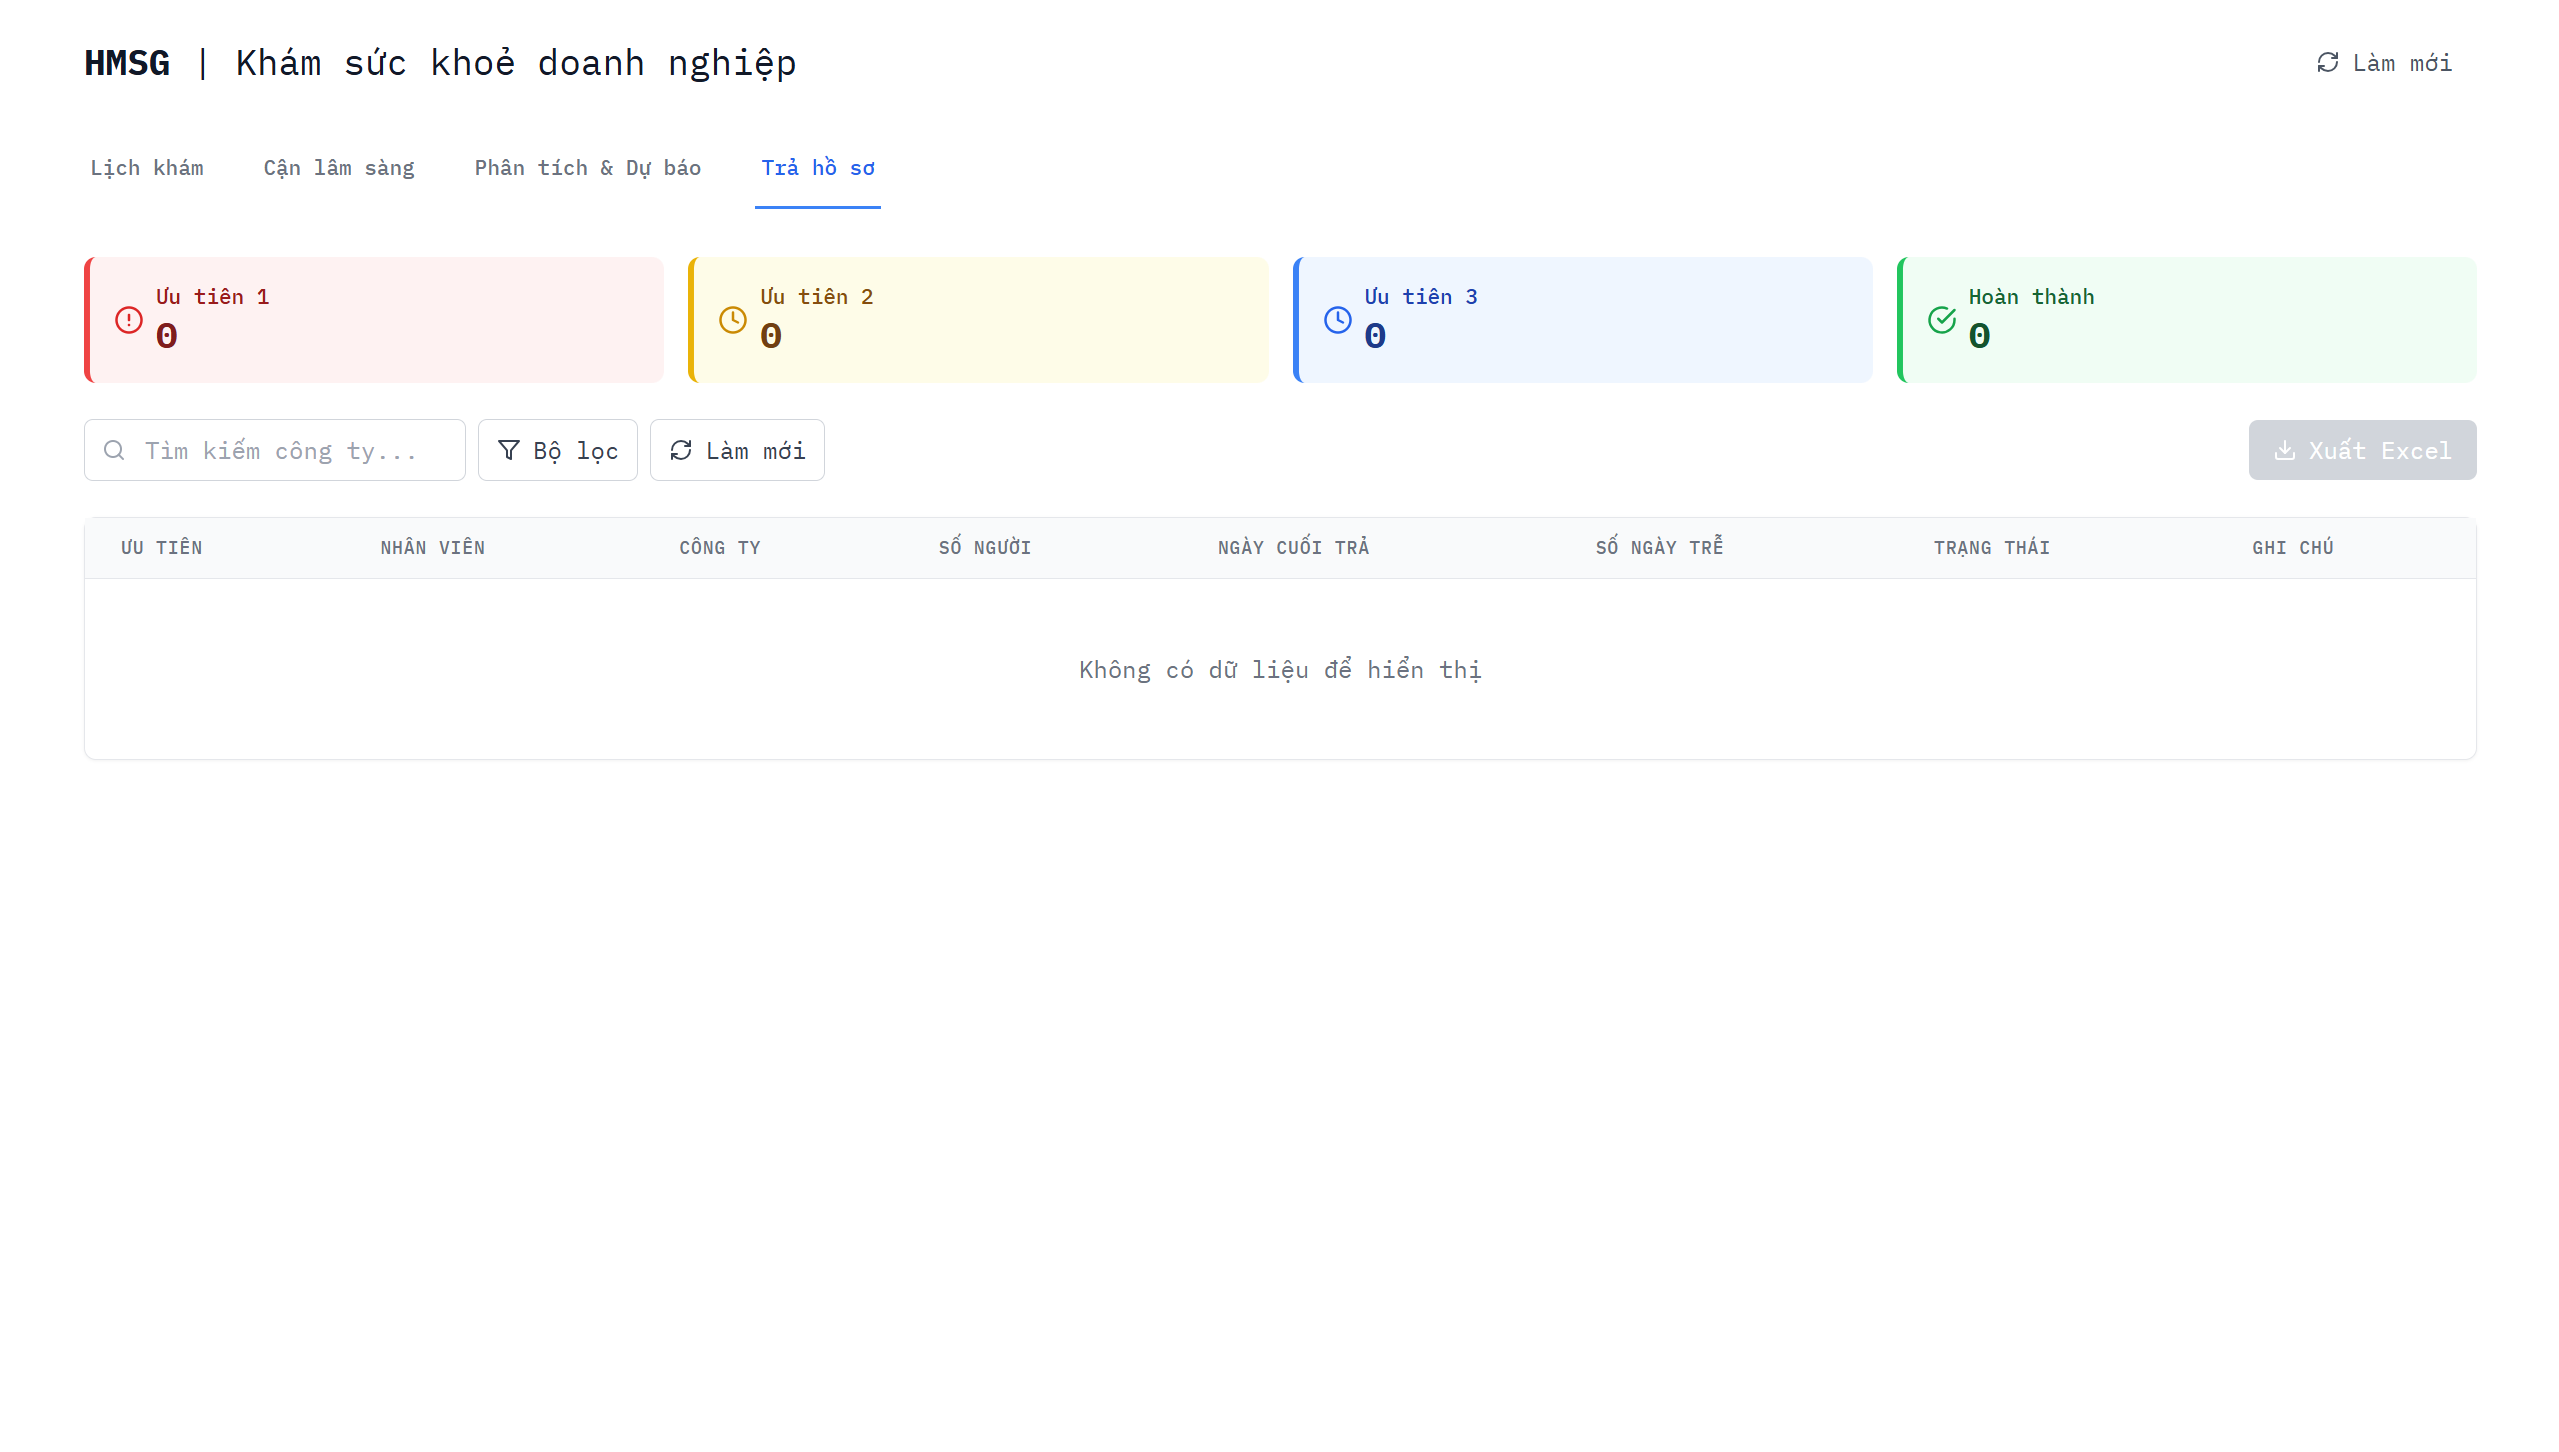 HMSG | Khám sức khoẻ doanh nghiệp
Làm mới
Lịch khám Cận lâm sàng Phân tích & Dự báo Trả hồ sơ
Ưu tiên 1
0
Ưu tiên 2
0
Ưu tiên 3
0
Hoàn thành
0
Tìm kiếm công ty... Bộ lọc Làm mới Xuất Excel
ƯU TIÊN NHÂN VIÊN CÔNG TY SỐ NGƯỜI NGÀY CUỐI TRẢ SỐ NGÀY TRỄ TRẠNG THÁI GHI CHÚ
Không có dữ liệu để hiển thị